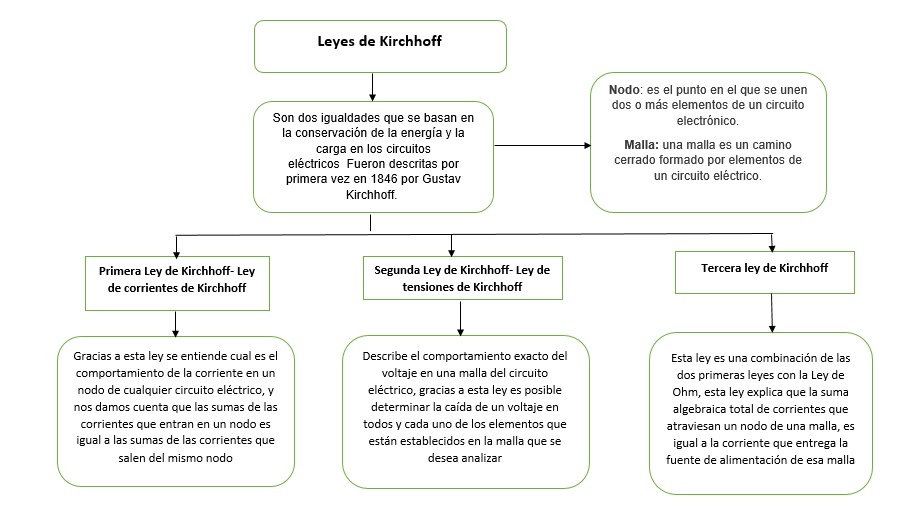 Leyes de Kirchhoff
Son dos igualdades que se basan en
la conservación de la energía y la
carga en los circuitos
eléctricos Fueron descritas por
primera vez en 1846 por Gustav
Kirchhoff.
Nodo: es el punto en el que se unen
dos o más elementos de un circuito
electrónico.
Malla: una malla es un camino
cerrado formado por elementos de
un circuito eléctrico.
Primera Ley de Kirchhoff- Ley
de corrientes de Kirchhoff
Gracias a esta ley se entiende cual es el
comportamiento de la corriente en un
nodo de cualquier circuito eléctrico, y
nos damos cuenta que las sumas de las
corrientes que entran en un nodo es
igual a las sumas de las corrientes que
salen del mismo nodo
Segunda Ley de Kirchhoff- Ley de
tensiones de Kirchhoff
Describe el comportamiento exacto del
voltaje en una malla del circuito
eléctrico, gracias a esta ley es posible
determinar la caída de un voltaje en
todos y cada uno de los elementos que
están establecidos en la malla que se
desea analizar
Tercera ley de Kirchhoff
Esta ley es una combinación de las
dos primeras leyes con la Ley de
Ohm, esta ley explica que la suma
algebraica total de corrientes que
atraviesan un nodo de una malla, es
igual a la corriente que entrega la
fuente de alimentación de esa malla